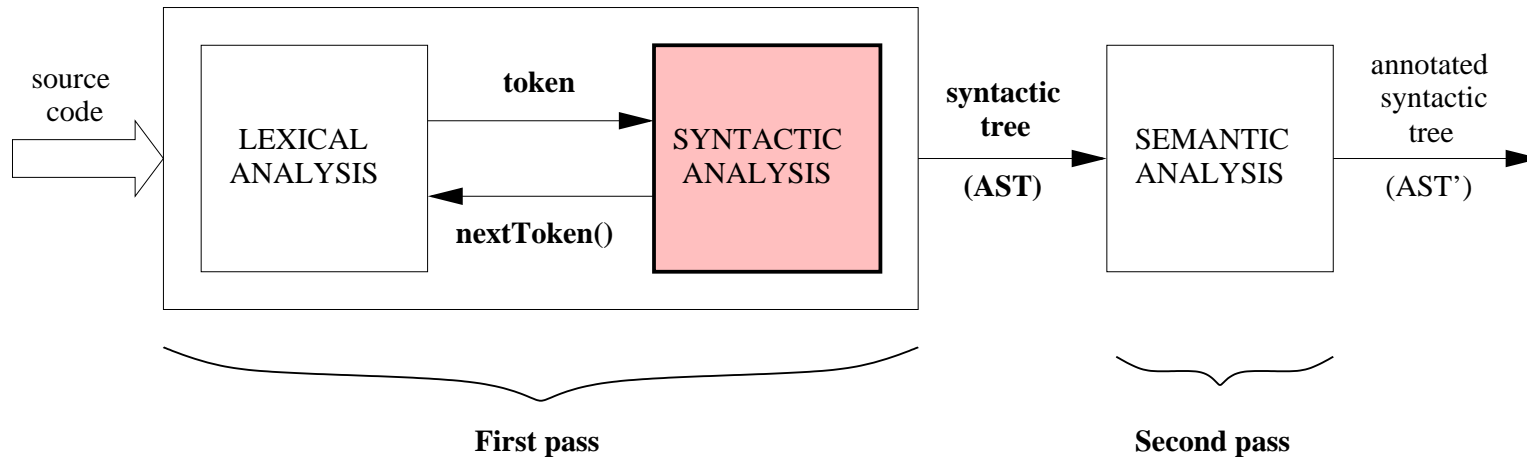 source
code
LEXICAL
ANALYSIS
token
nextToken()
SYNTACTIC
ANALYSIS
syntactic
tree
(AST)
SEMANTIC
ANALYSIS
annotated
syntactic
tree
(AST’)
First pass
Second pass